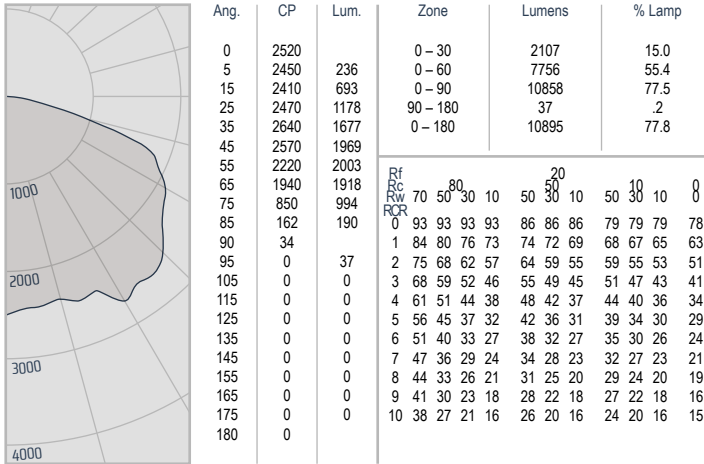 1000
2000
3000
4000
Ang. CP Lum.
0 2520
5 2450 236
15 2410 693
25 2470 1178
35 2640 1677
45 2570 1969
55 2220 2003
65 1940 1918
75 850 994
85 162 190
90 34
95 0 37
105 0 0
115 0 0
125 0 0
135 0 0
145 0 0
155 0 0
165 0 0
175 0 0
180 0
Zone Lumens % Lamp
0 – 30 2107 15.0
0 – 60 7756 55.4
0 – 90 10858 77.5
90 – 180 37 .2
0 – 180 10895 77.8
Rf 20
Rc 80 50 10 0
Rw 70 50 30 10 50 30 10 50 30 10 0
RCR
0 93 93 93 93 86 86 86 79 79 79 78
1 84 80 76 73 74 72 69 68 67 65 63
2 75 68 62 57 64 59 55 59 55 53 51
3 68 59 52 46 55 49 45 51 47 43 41
4 61 51 44 38 48 42 37 44 40 36 34
5 56 45 37 32 42 36 31 39 34 30 29
6 51 40 33 27 38 32 27 35 30 26 24
7 47 36 29 24 34 28 23 32 27 23 21
8 44 33 26 21 31 25 20 29 24 20 19
9 41 30 23 18 28 22 18 27 22 18 16
10 38 27 21 16 26 20 16 24 20 16 15